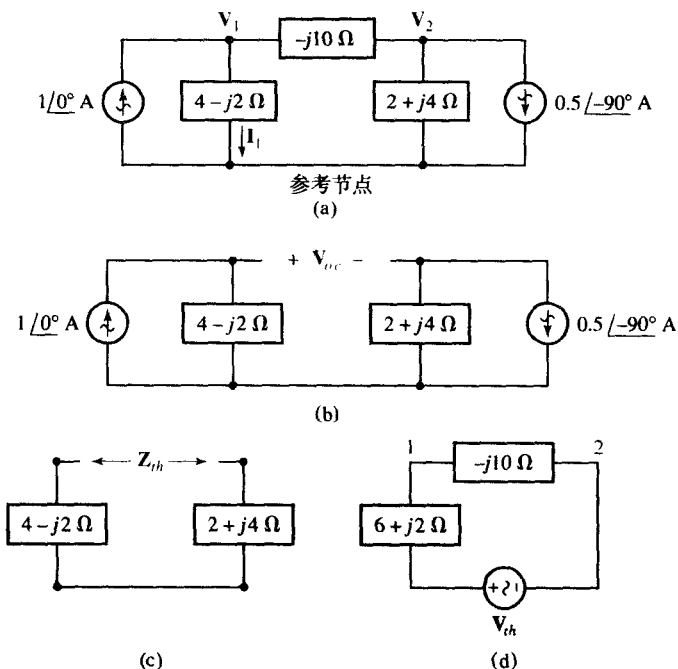 V₁
V₂
−j10 Ω
1/0° A
4 − j2 Ω
2 + j4 Ω
0.5/−90° A
I₁
参考节点
(a)
+ Vₒc −
1/0° A
4 − j2 Ω
2 + j4 Ω
0.5/−90° A
(b)
Zth
4 − j2 Ω
2 + j4 Ω
(c)
1
2
−j10 Ω
6 + j2 Ω
Vth
(d)